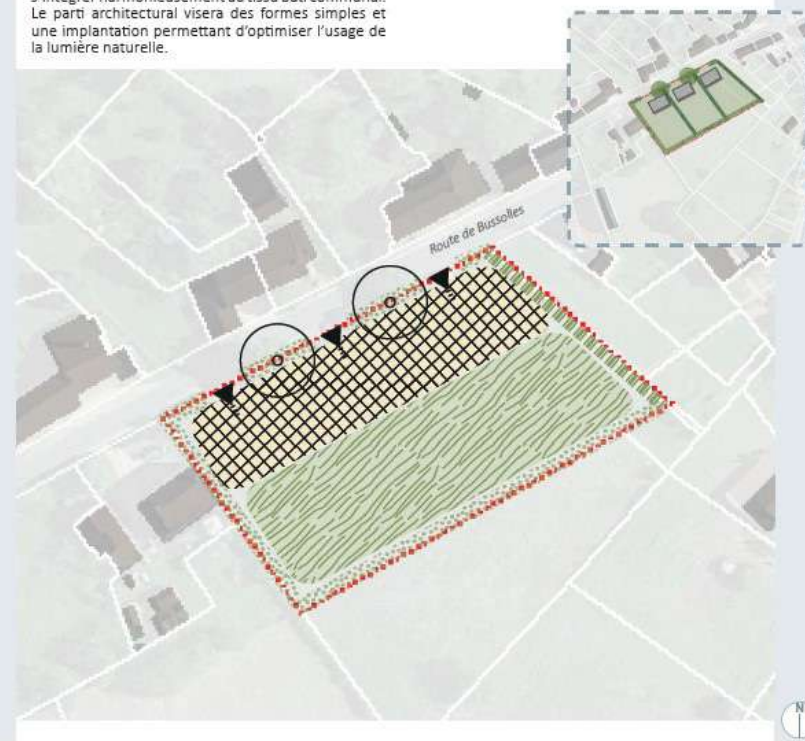 Le parti architectural visera des formes simples et
une implantation permettant d'optimiser l'usage de
la lumière naturelle.
Route de Bussolles
N